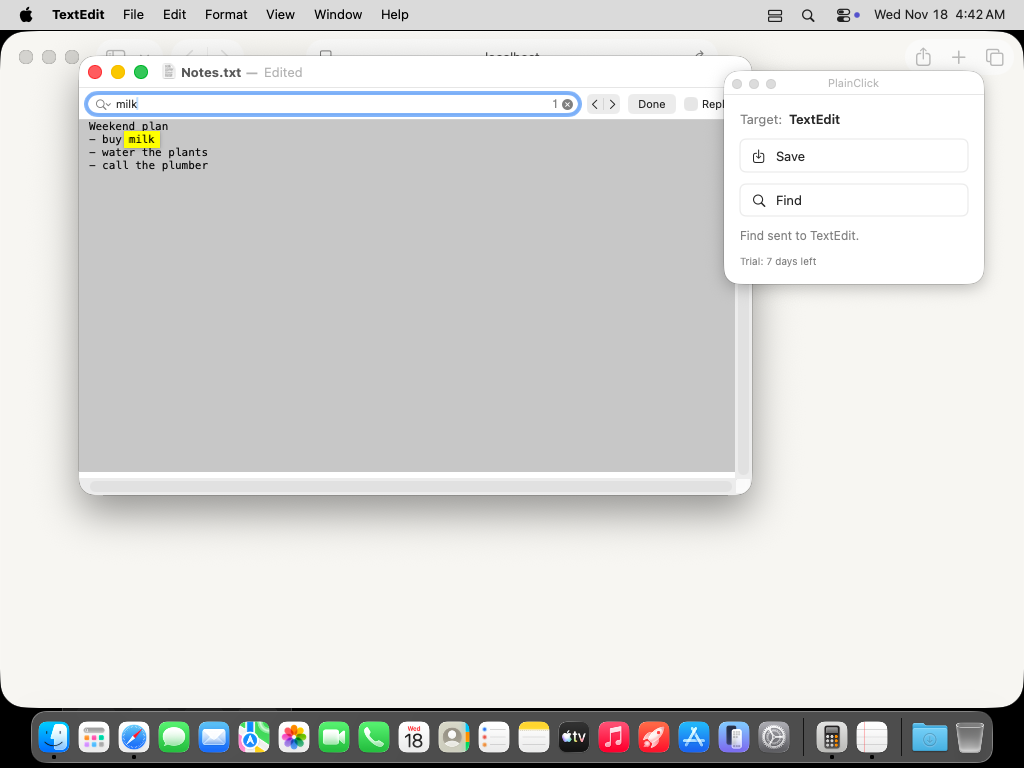 TextEdit File Edit Format View Window Help Wed Nov 18 4:42 AM
Notes.txt — Edited
milk 1 Done
Weekend plan
- buy milk
- water the plants
- call the plumber
PlainClick
Target: TextEdit
Save
Find
Find sent to TextEdit.
Trial: 7 days left
Wed
18
tv